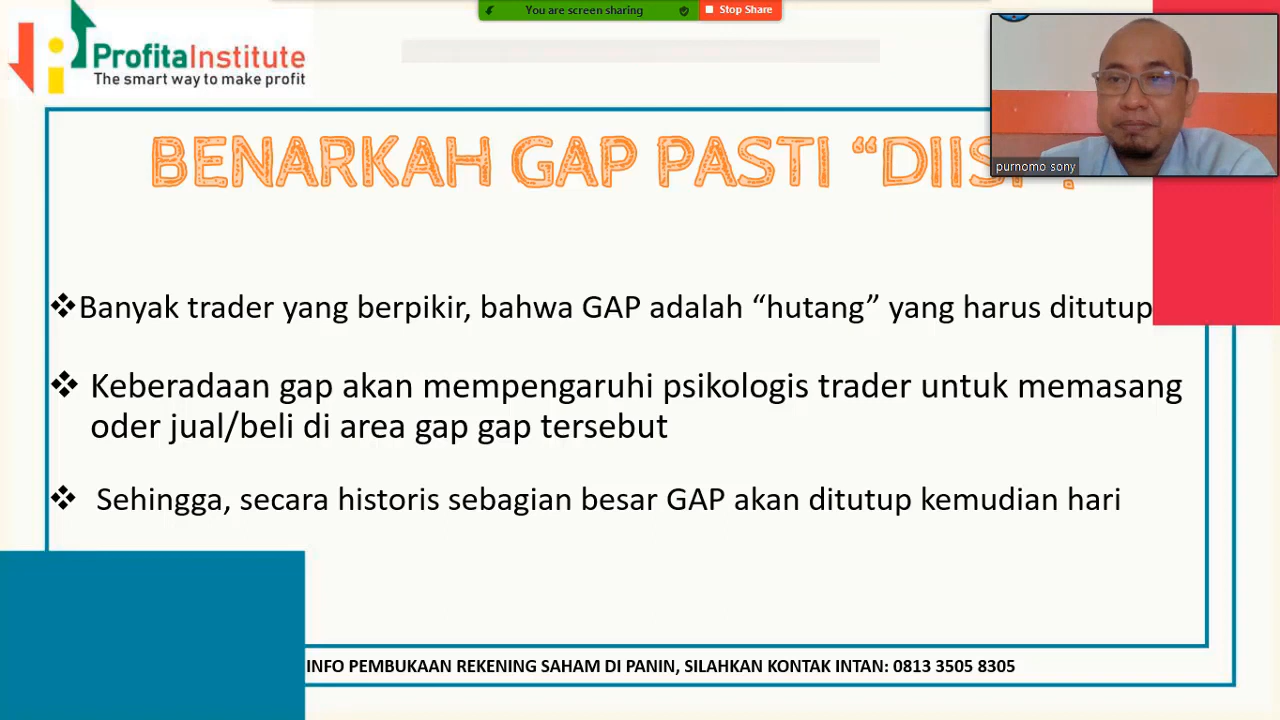 You are screen sharing
Stop Share
ProfitaInstitute
The smart way to make profit
purnomo sony
BENARKAH GAP PASTI “DIISI”?
❖Banyak trader yang berpikir, bahwa GAP adalah “hutang” yang harus ditutup
❖ Keberadaan gap akan mempengaruhi psikologis trader untuk memasang
oder jual/beli di area gap gap tersebut
❖ Sehingga, secara historis sebagian besar GAP akan ditutup kemudian hari
INFO PEMBUKAAN REKENING SAHAM DI PANIN, SILAHKAN KONTAK INTAN: 0813 3505 8305